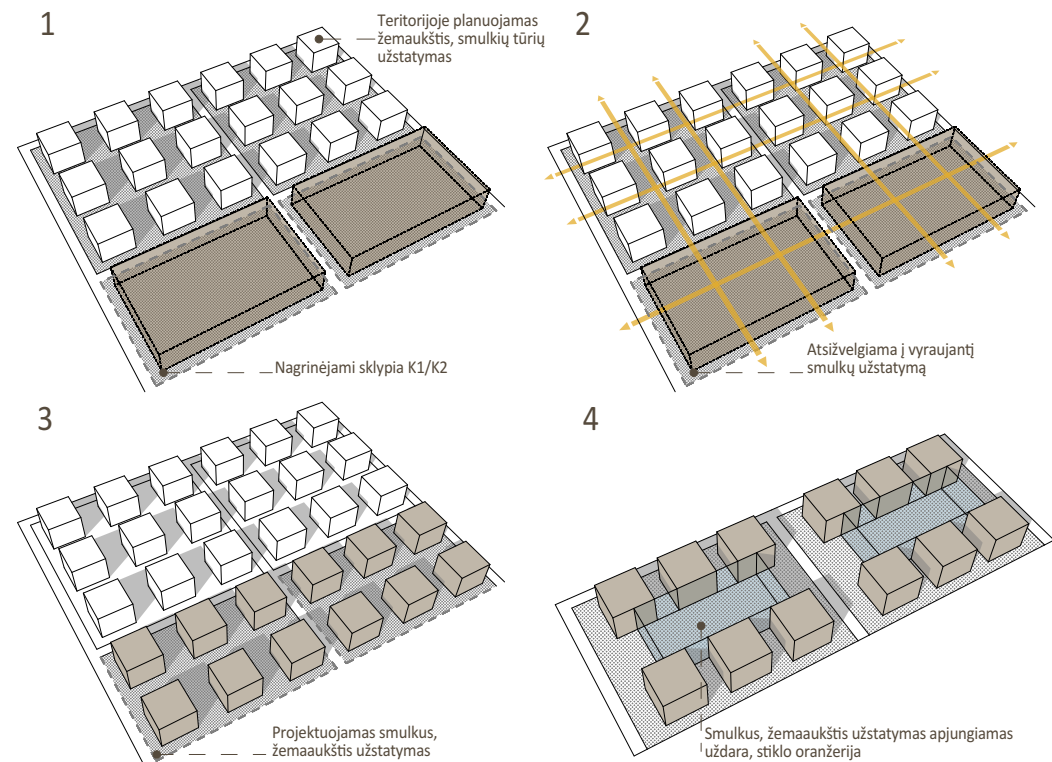 1
Teritorijoje planuojamas
žemaukštis, smulkių tūrių
užstatymas
Nagrinėjami sklypia K1/K2
2
Atsižvelgiama į vyraujantį
smulkų užstatymą
3
Projektuojamas smulkus,
žemaaukštis užstatymas
4
Smulkus, žemaaukštis užstatymas apjungiamas
uždara, stiklo oranžerija